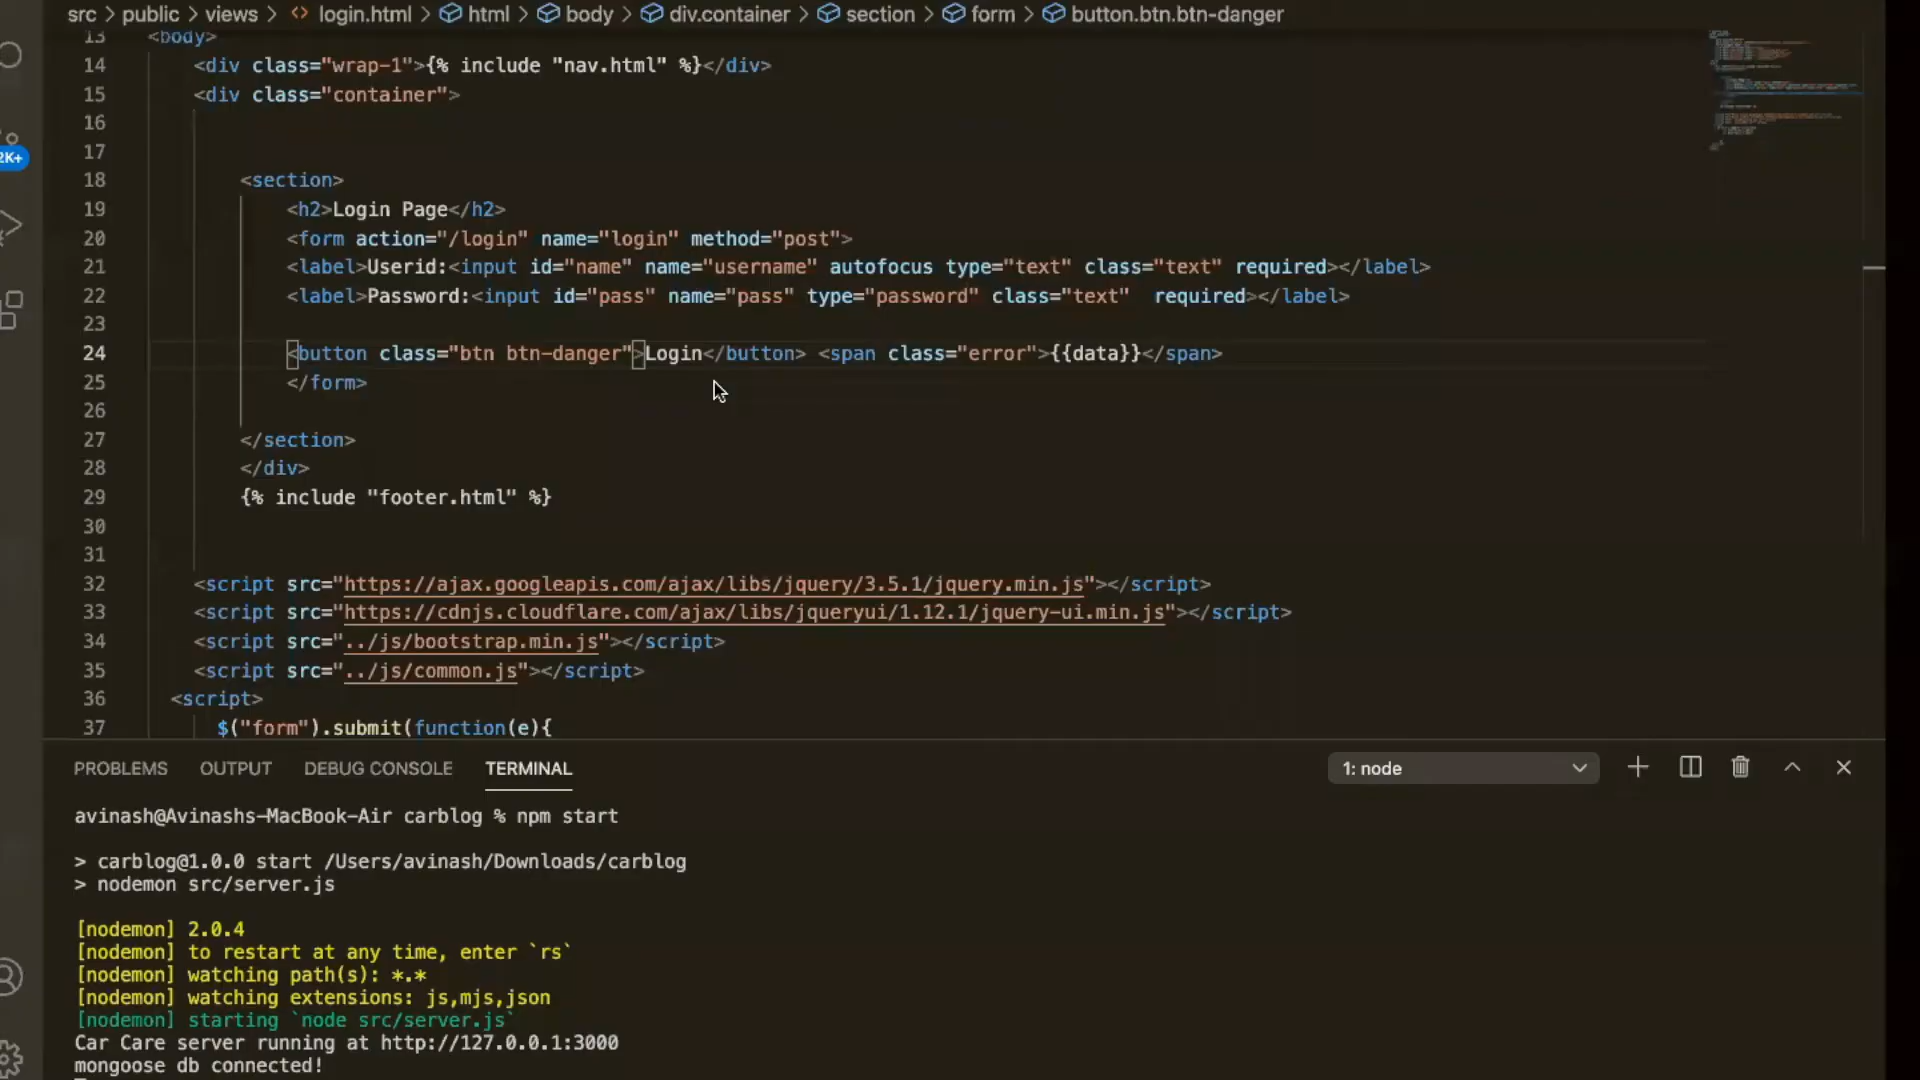 src > public > views > <> login.html > html > body > div.container > section > form > button.btn.btn-danger
2K+
13 <body>
14 <div class="wrap-1">{% include "nav.html" %}</div>
15 <div class="container">
16
17
18 <section>
19 <h2>Login Page</h2>
20 <form action="/login" name="login" method="post">
21 <label>Userid:<input id="name" name="username" autofocus type="text" class="text" required></label>
22 <label>Password:<input id="pass" name="pass" type="password" class="text"  required></label>
23
24 <button class="btn btn-danger">Login</button> <span class="error">{{data}}</span>
25 </form>
26
27 </section>
28 </div>
29 {% include "footer.html" %}
30
31
32 <script src="https://ajax.googleapis.com/ajax/libs/jquery/3.5.1/jquery.min.js"></script>
33 <script src="https://cdnjs.cloudflare.com/ajax/libs/jqueryui/1.12.1/jquery-ui.min.js"></script>
34 <script src="../js/bootstrap.min.js"></script>
35 <script src="../js/common.js"></script>
36 <script>
37 $("form").submit(function(e){
PROBLEMS OUTPUT DEBUG CONSOLE TERMINAL 1: node
avinash@Avinashs-MacBook-Air carblog % npm start
> carblog@1.0.0 start /Users/avinash/Downloads/carblog
> nodemon src/server.js
[nodemon] 2.0.4
[nodemon] to restart at any time, enter `rs`
[nodemon] watching path(s): *.*
[nodemon] watching extensions: js,mjs,json
[nodemon] starting `node src/server.js`
Car Care server running at http://127.0.0.1:3000
mongoose db connected!